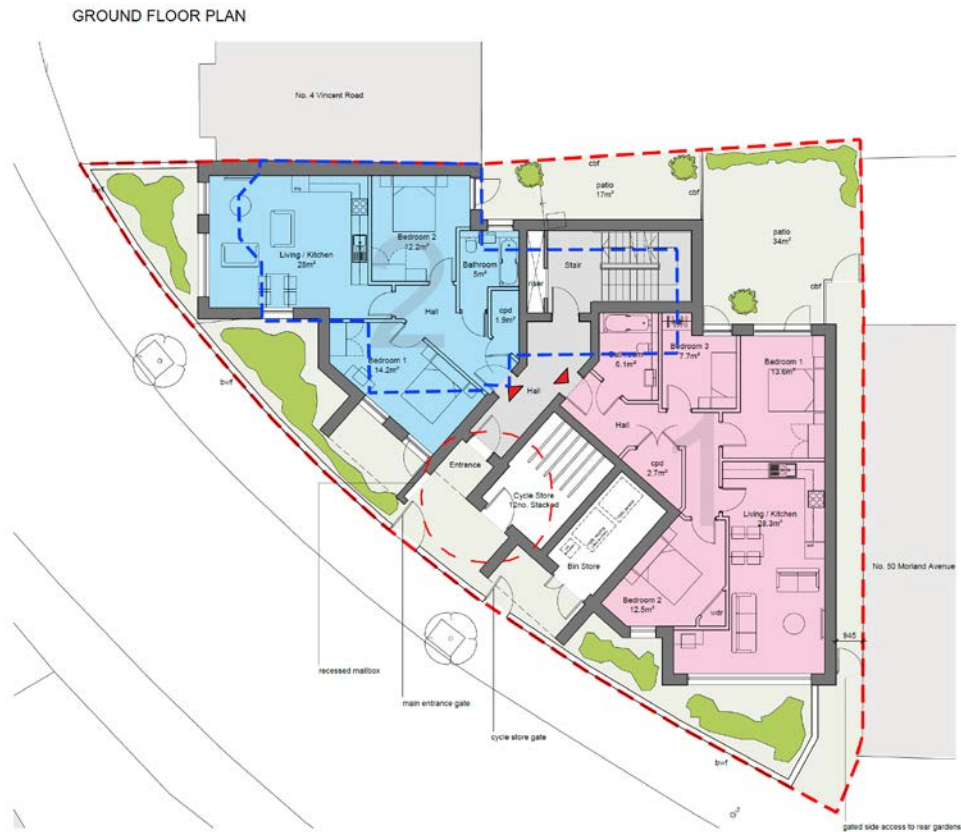 GROUND FLOOR PLAN
No. 4 Vincent Road
cbf
patio
17m²
cbf
patio
34m²
cbf
bwf
Living / Kitchen
28m²
Bedroom 2
12.2m²
2
Bathroom
5m²
riser
Stair
Hall
cpd
1.9m²
Bedroom 1
14.2m²
bwf
Hall
Bathroom
6.1m²
Bedroom 3
7.7m²
Bedroom 1
13.6m²
Hall
1
cpd
2.7m²
Entrance
Cycle Store
12no. Stacked
Living / Kitchen
28.3m²
Bin Store
No. 50 Morland Avenue
Bedroom 2
12.5m²
wdr
945
recessed mailbox
main entrance gate
cycle store gate
bwf
gated side access to rear gardens